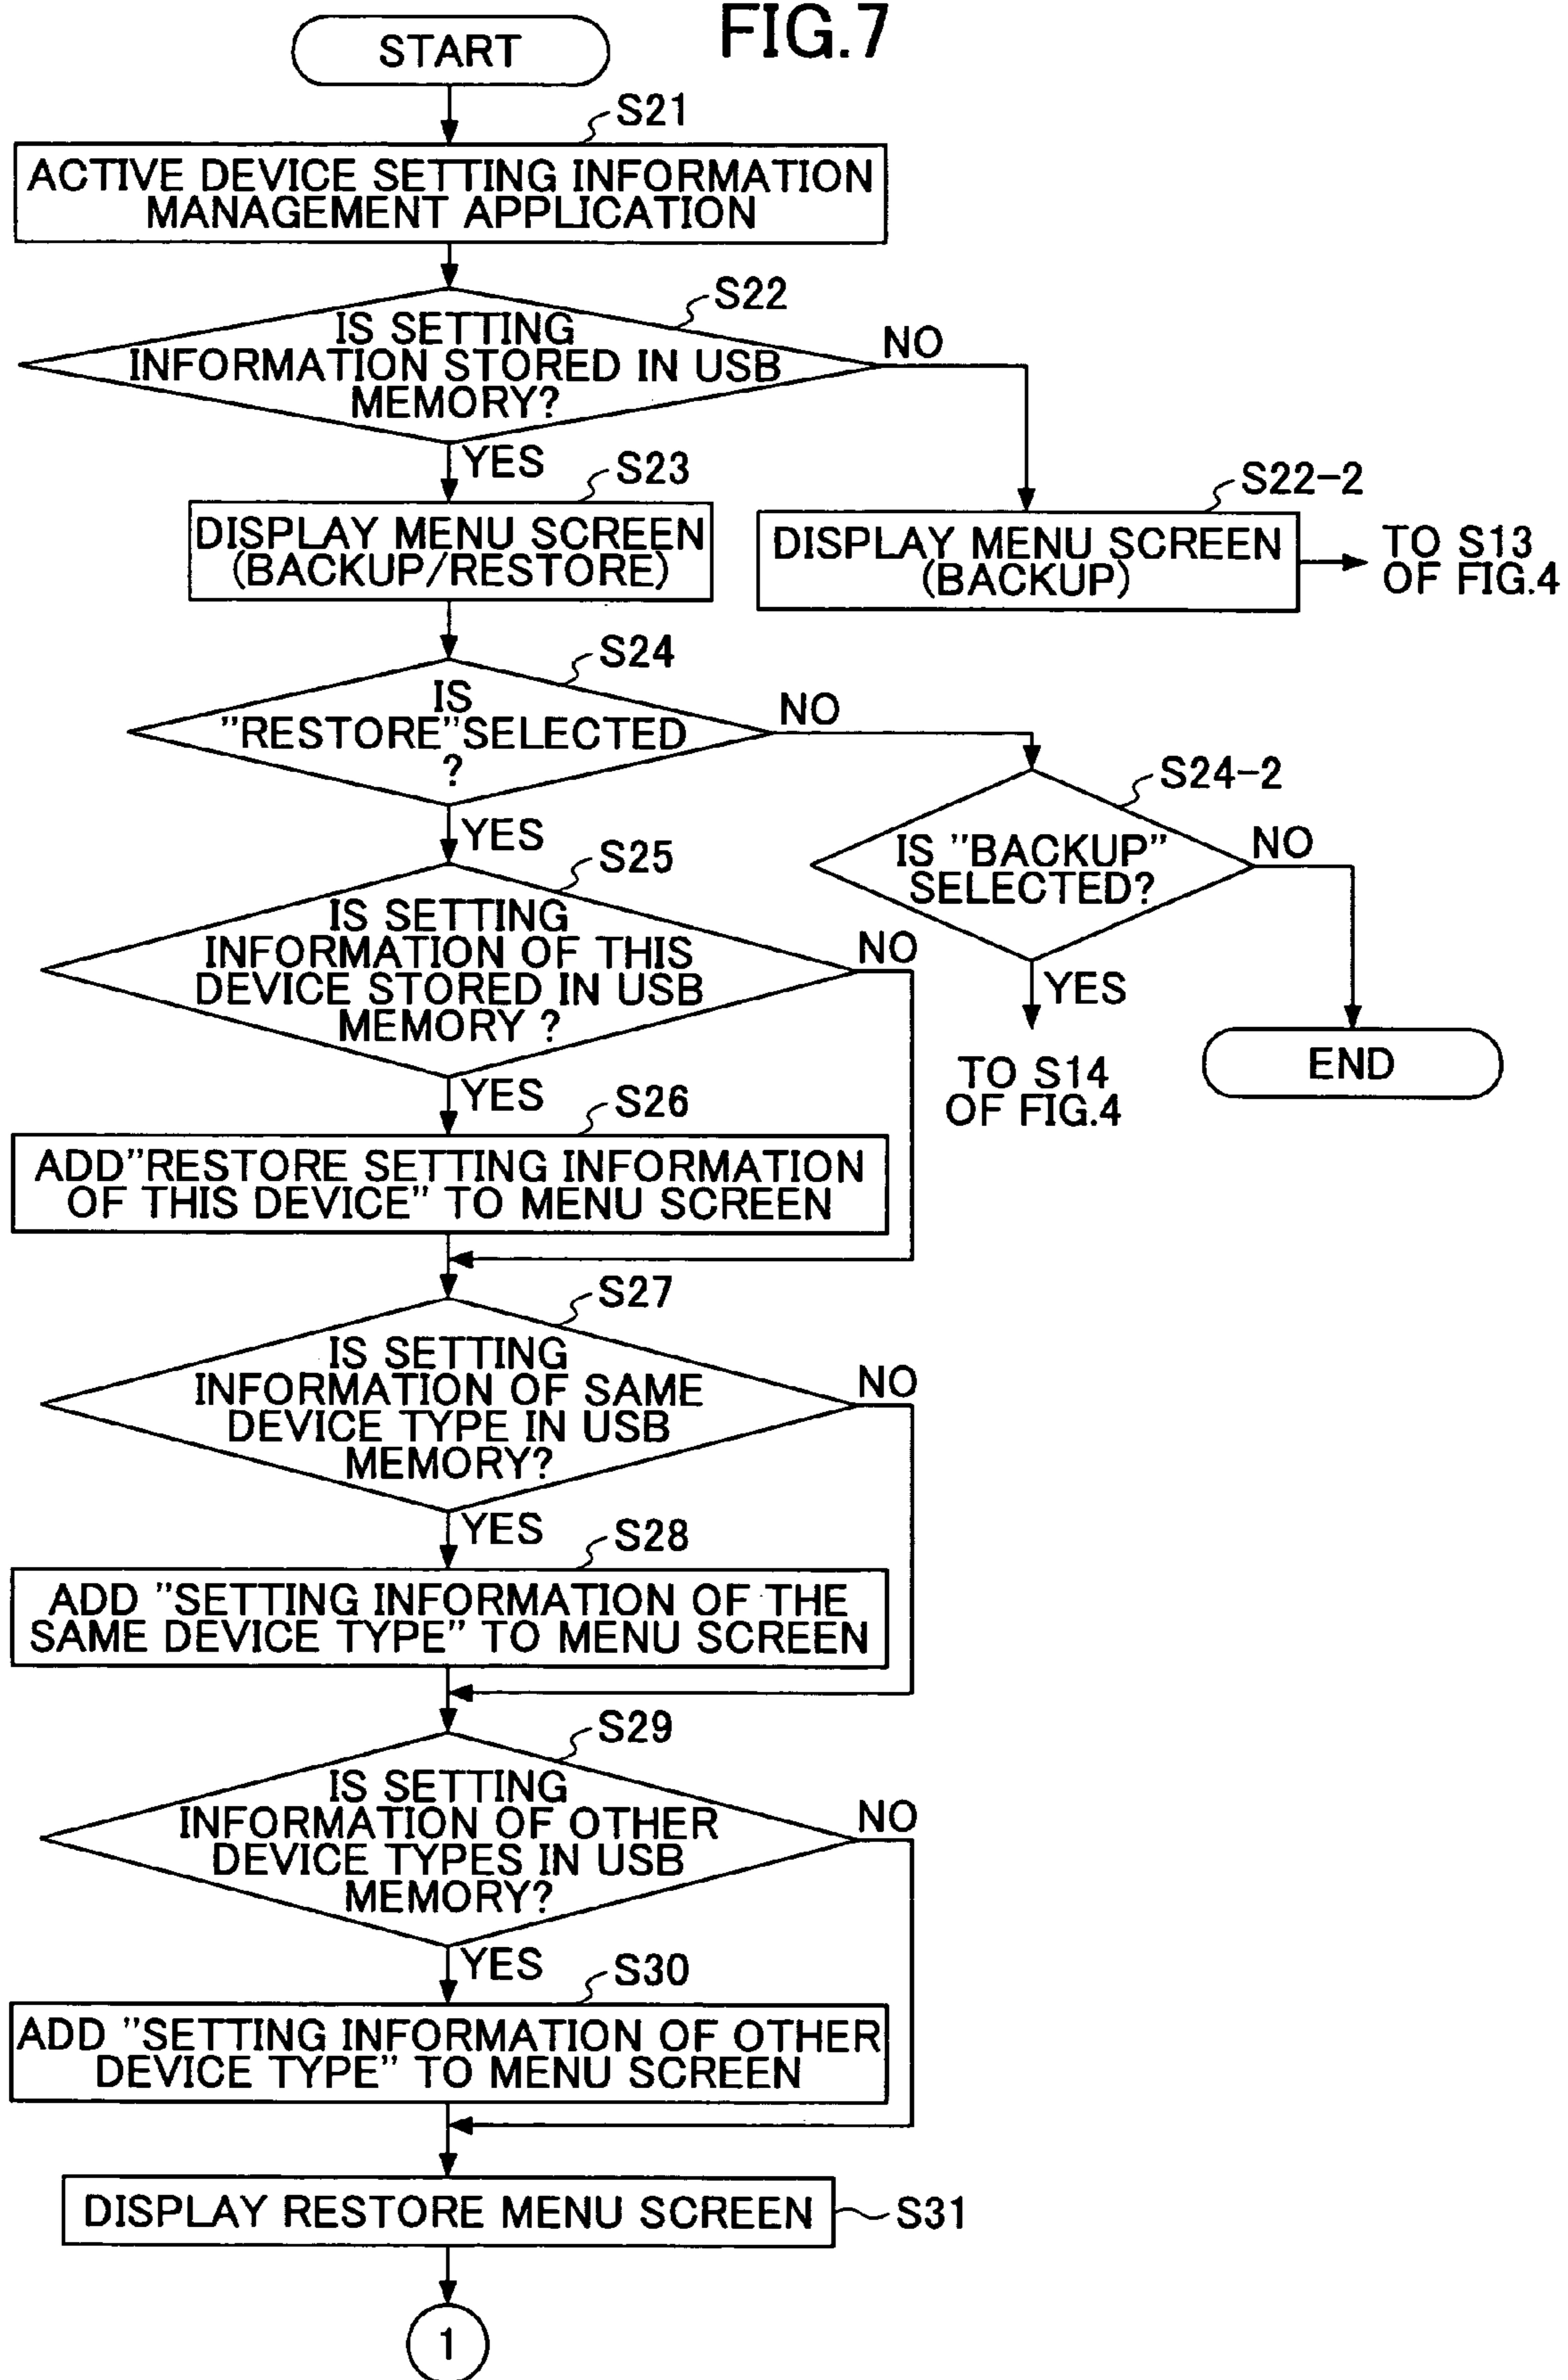 FIG.7
START
S21
ACTIVE DEVICE SETTING INFORMATION
MANAGEMENT APPLICATION
S22
IS SETTING
INFORMATION STORED IN USB
MEMORY?
NO
YES
S23
DISPLAY MENU SCREEN
(BACKUP/RESTORE)
S22-2
DISPLAY MENU SCREEN
(BACKUP)
TO S13
OF FIG.4
S24
IS
"RESTORE"SELECTED
?
NO
YES
S24-2
IS "BACKUP"
SELECTED?
NO
YES
TO S14
OF FIG.4
END
S25
IS SETTING
INFORMATION OF THIS
DEVICE STORED IN USB
MEMORY ?
NO
YES
S26
ADD"RESTORE SETTING INFORMATION
OF THIS DEVICE" TO MENU SCREEN
S27
IS SETTING
INFORMATION OF SAME
DEVICE TYPE IN USB
MEMORY?
NO
YES
S28
ADD "SETTING INFORMATION OF THE
SAME DEVICE TYPE" TO MENU SCREEN
S29
IS SETTING
INFORMATION OF OTHER
DEVICE TYPES IN USB
MEMORY?
NO
YES
S30
ADD "SETTING INFORMATION OF OTHER
DEVICE TYPE" TO MENU SCREEN
DISPLAY RESTORE MENU SCREEN
S31
1